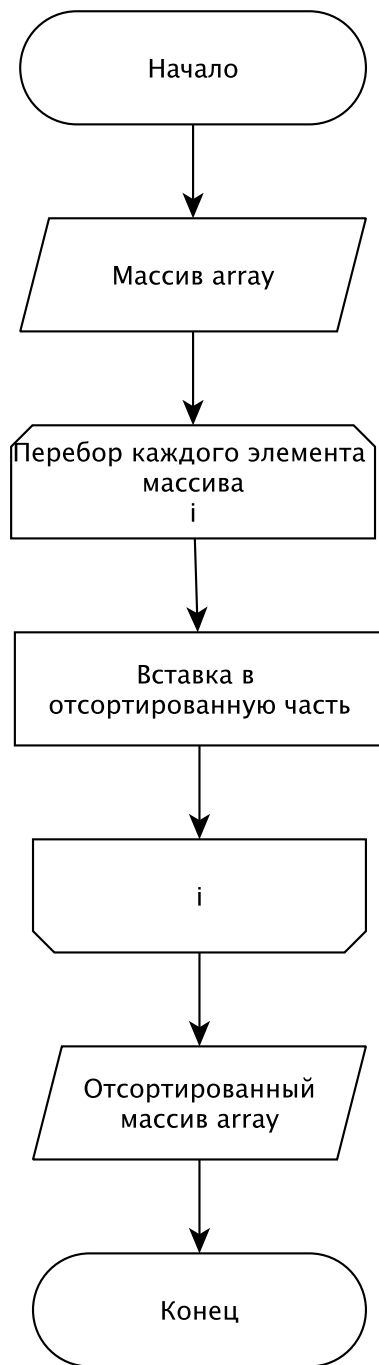 Начало
Массив array
Перебор каждого элемента
массива
i
Вставка в
отсортированную часть
i
Отсортированный
массив array
Конец